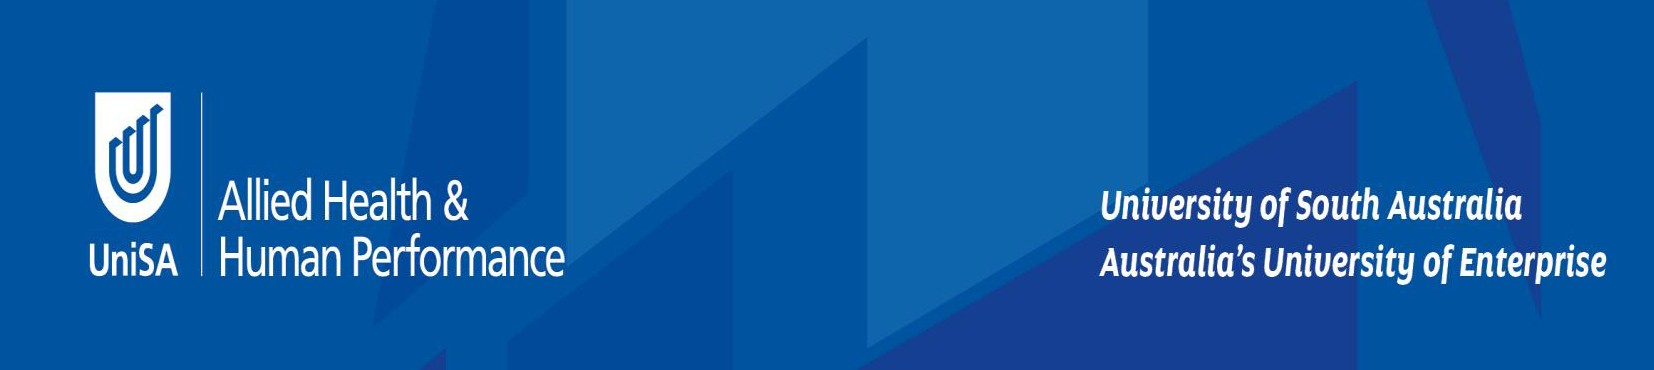 UniSA
Allied Health &
Human Performance
University of South Australia
Australia's University of Enterprise